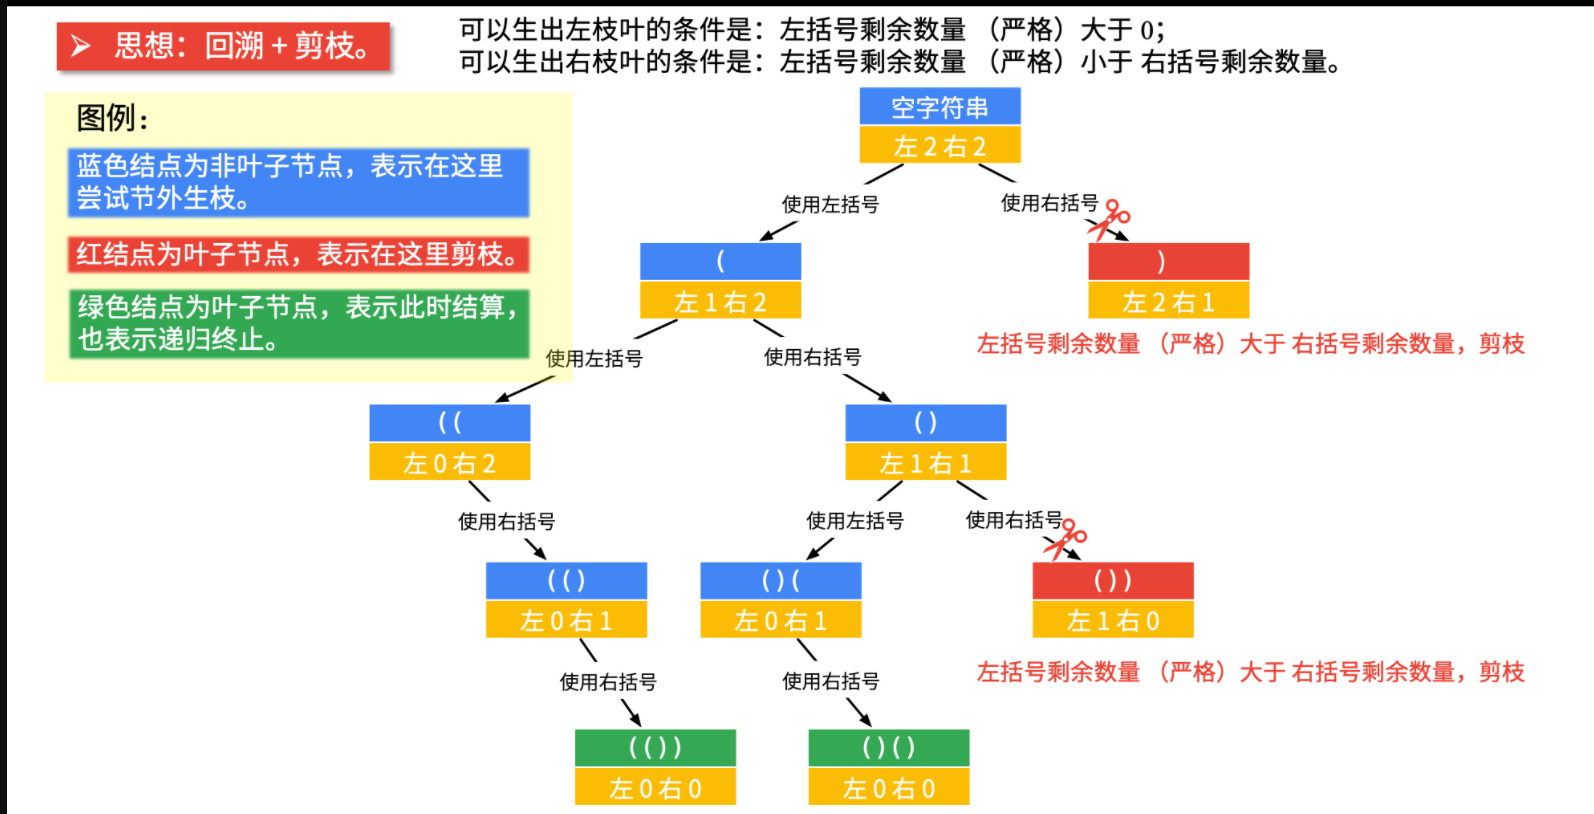 ➢ 思想：回溯 + 剪枝。
可以生出左枝叶的条件是：左括号剩余数量 （严格）大于 0；
可以生出右枝叶的条件是：左括号剩余数量 （严格）小于 右括号剩余数量。
图例：
蓝色结点为非叶子节点，表示在这里
尝试节外生枝。
红结点为叶子节点，表示在这里剪枝。
绿色结点为叶子节点，表示此时结算，
也表示递归终止。
空字符串
左 2 右 2
使用左括号
使用右括号
(
左 1 右 2
)
左 2 右 1
左括号剩余数量 （严格）大于 右括号剩余数量，剪枝
使用左括号
使用右括号
( (
左 0 右 2
( )
左 1 右 1
使用右括号
使用左括号
使用右括号
( ( )
左 0 右 1
( ) (
左 0 右 1
( ) )
左 1 右 0
左括号剩余数量 （严格）大于 右括号剩余数量，剪枝
使用右括号
使用右括号
( ( ) )
左 0 右 0
( ) ( )
左 0 右 0